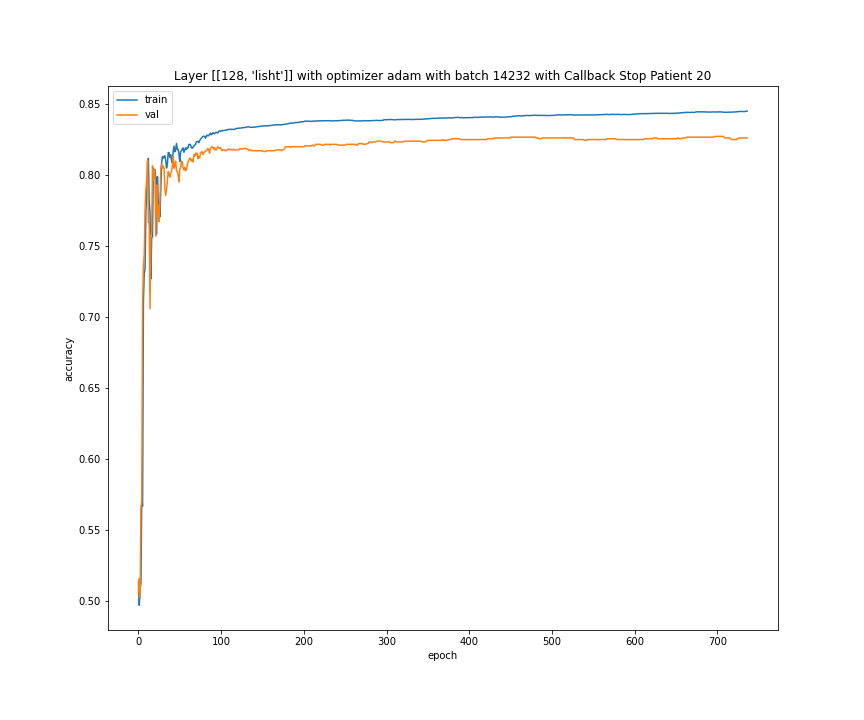 Layer [[128, 'lisht']] with optimizer adam with batch 14232 with Callback Stop Patient 20
train
val
accuracy
0.85
0.80
0.75
0.70
0.65
0.60
0.55
0.50
0 100 200 300 400 500 600 700
epoch